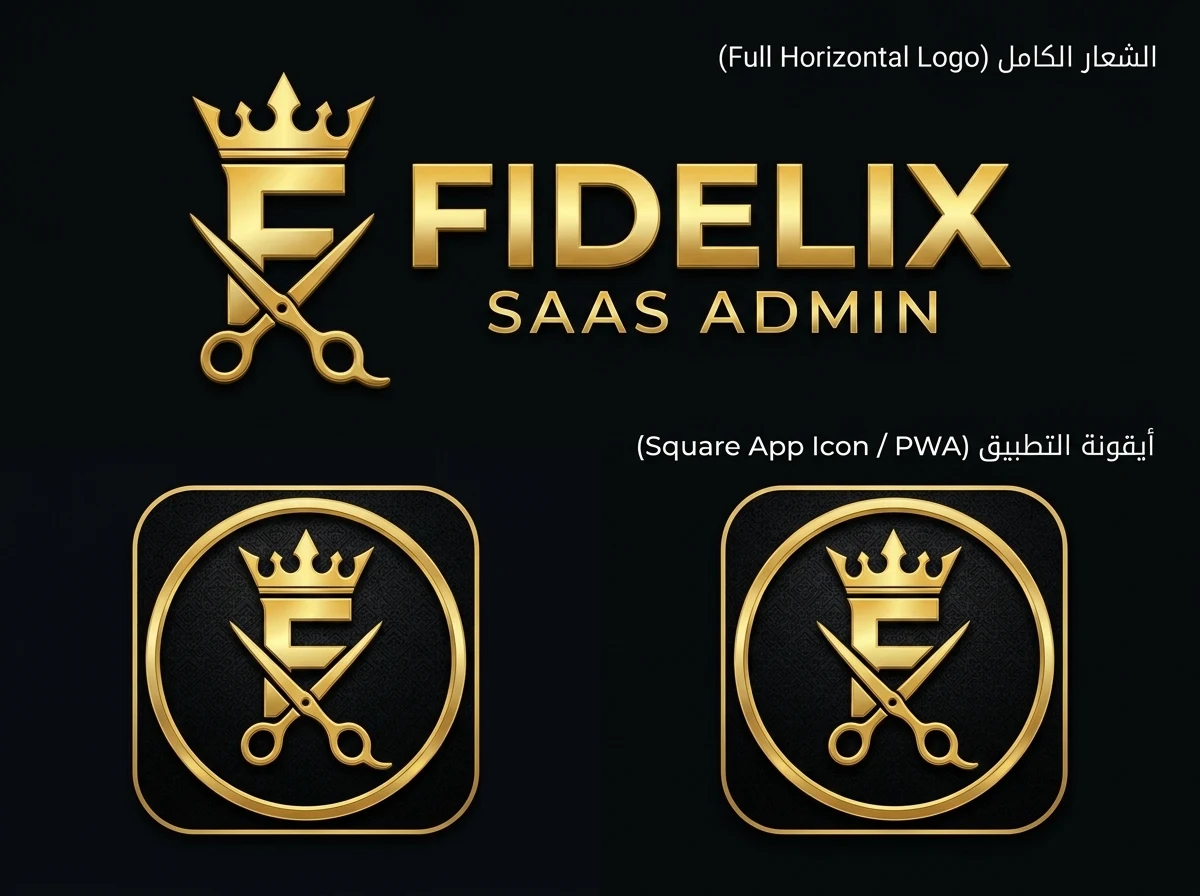 الشعار الكامل (Full Horizontal Logo)
FIDELIX
SAAS ADMIN
أيقونة التطبيق (Square App Icon / PWA)
F
F
F